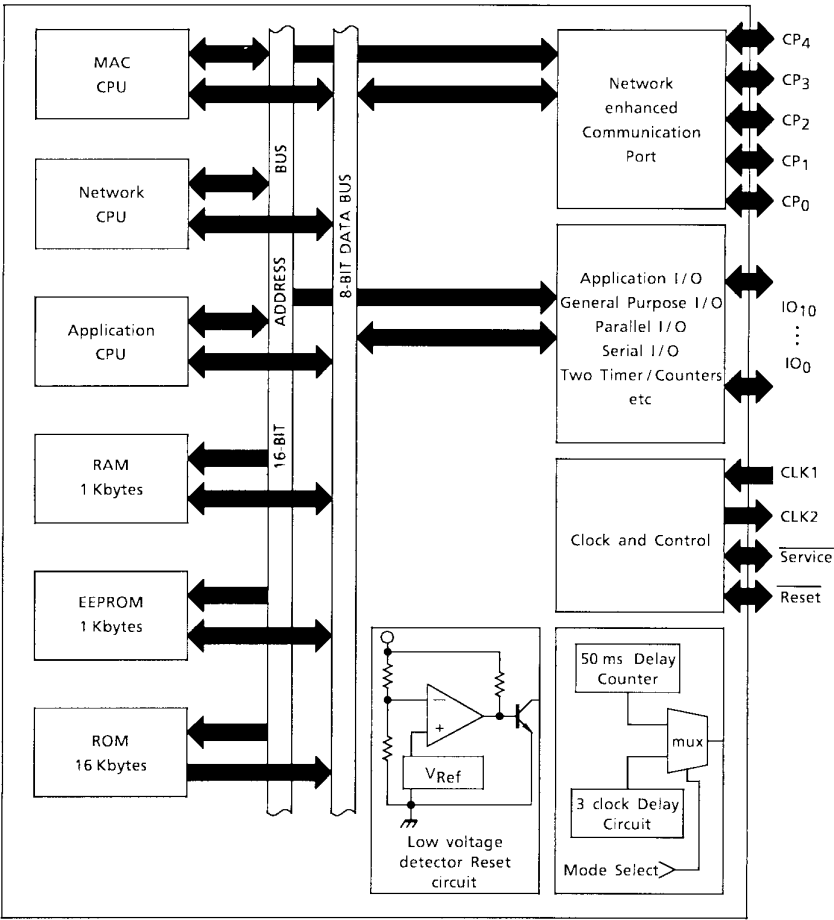 MAC
CPU
Network
CPU
Application
CPU
RAM
1 Kbytes
EEPROM
1 Kbytes
ROM
16 Kbytes
16-BIT ADDRESS BUS
8-BIT DATA BUS
Network
enhanced
Communication
Port
Application I/O
General Purpose I/O
Parallel I/O
Serial I/O
Two Timer/Counters
etc
Clock and Control
CP4
CP3
CP2
CP1
CP0
IO10
⋮
IO0
CLK1
CLK2
Service
Reset
−
+
VRef
Low voltage
detector Reset
circuit
50 ms Delay
Counter
mux
3 clock Delay
Circuit
Mode Select